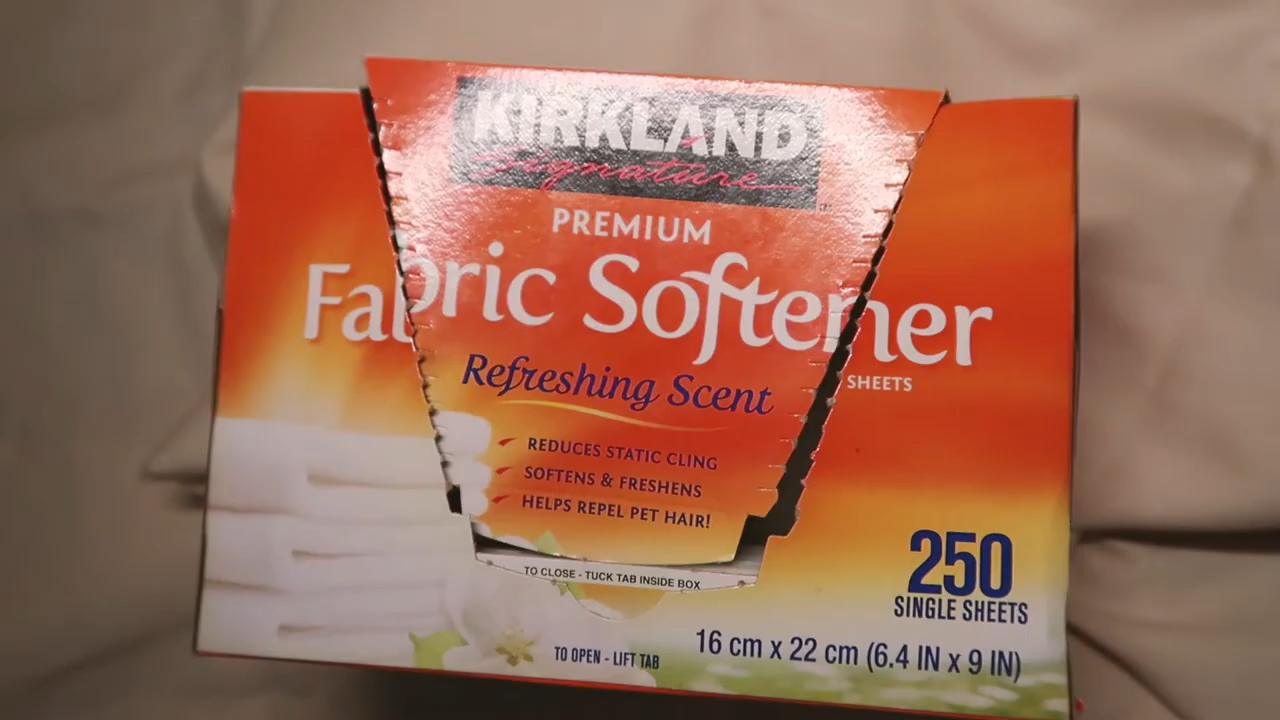 KIRKLAND
Signature
PREMIUM
Fabric Softener
SHEETS
Refreshing Scent
REDUCES STATIC CLING
SOFTENS & FRESHENS
HELPS REPEL PET HAIR!
250
SINGLE SHEETS
TO CLOSE - TUCK TAB INSIDE BOX
TO OPEN - LIFT TAB
16 cm x 22 cm (6.4 IN x 9 IN)